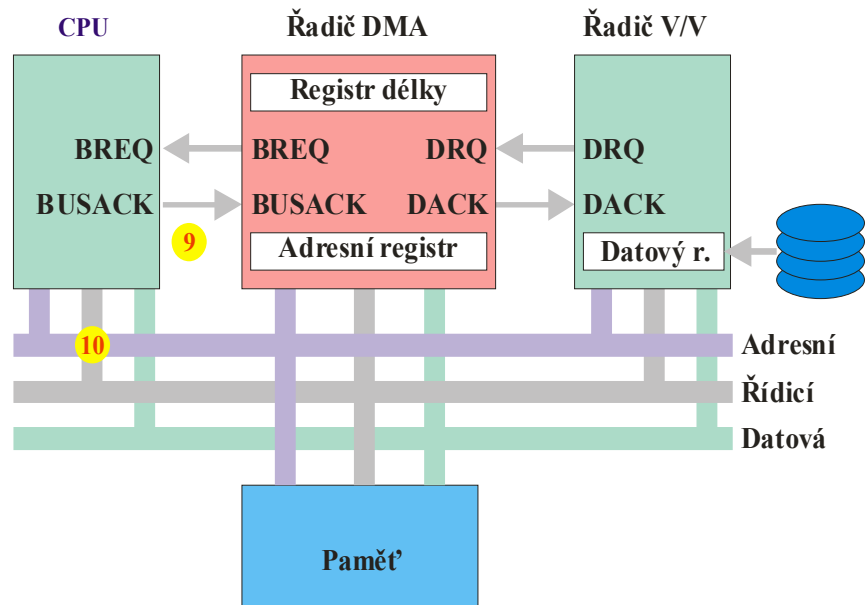 CPU
Řadič DMA
Řadič V/V
Registr délky
BREQ
BREQ
DRQ
DRQ
BUSACK
BUSACK
DACK
DACK
9
Adresní registr
Datový r.
10
Adresní
Řídicí
Datová
Paměť